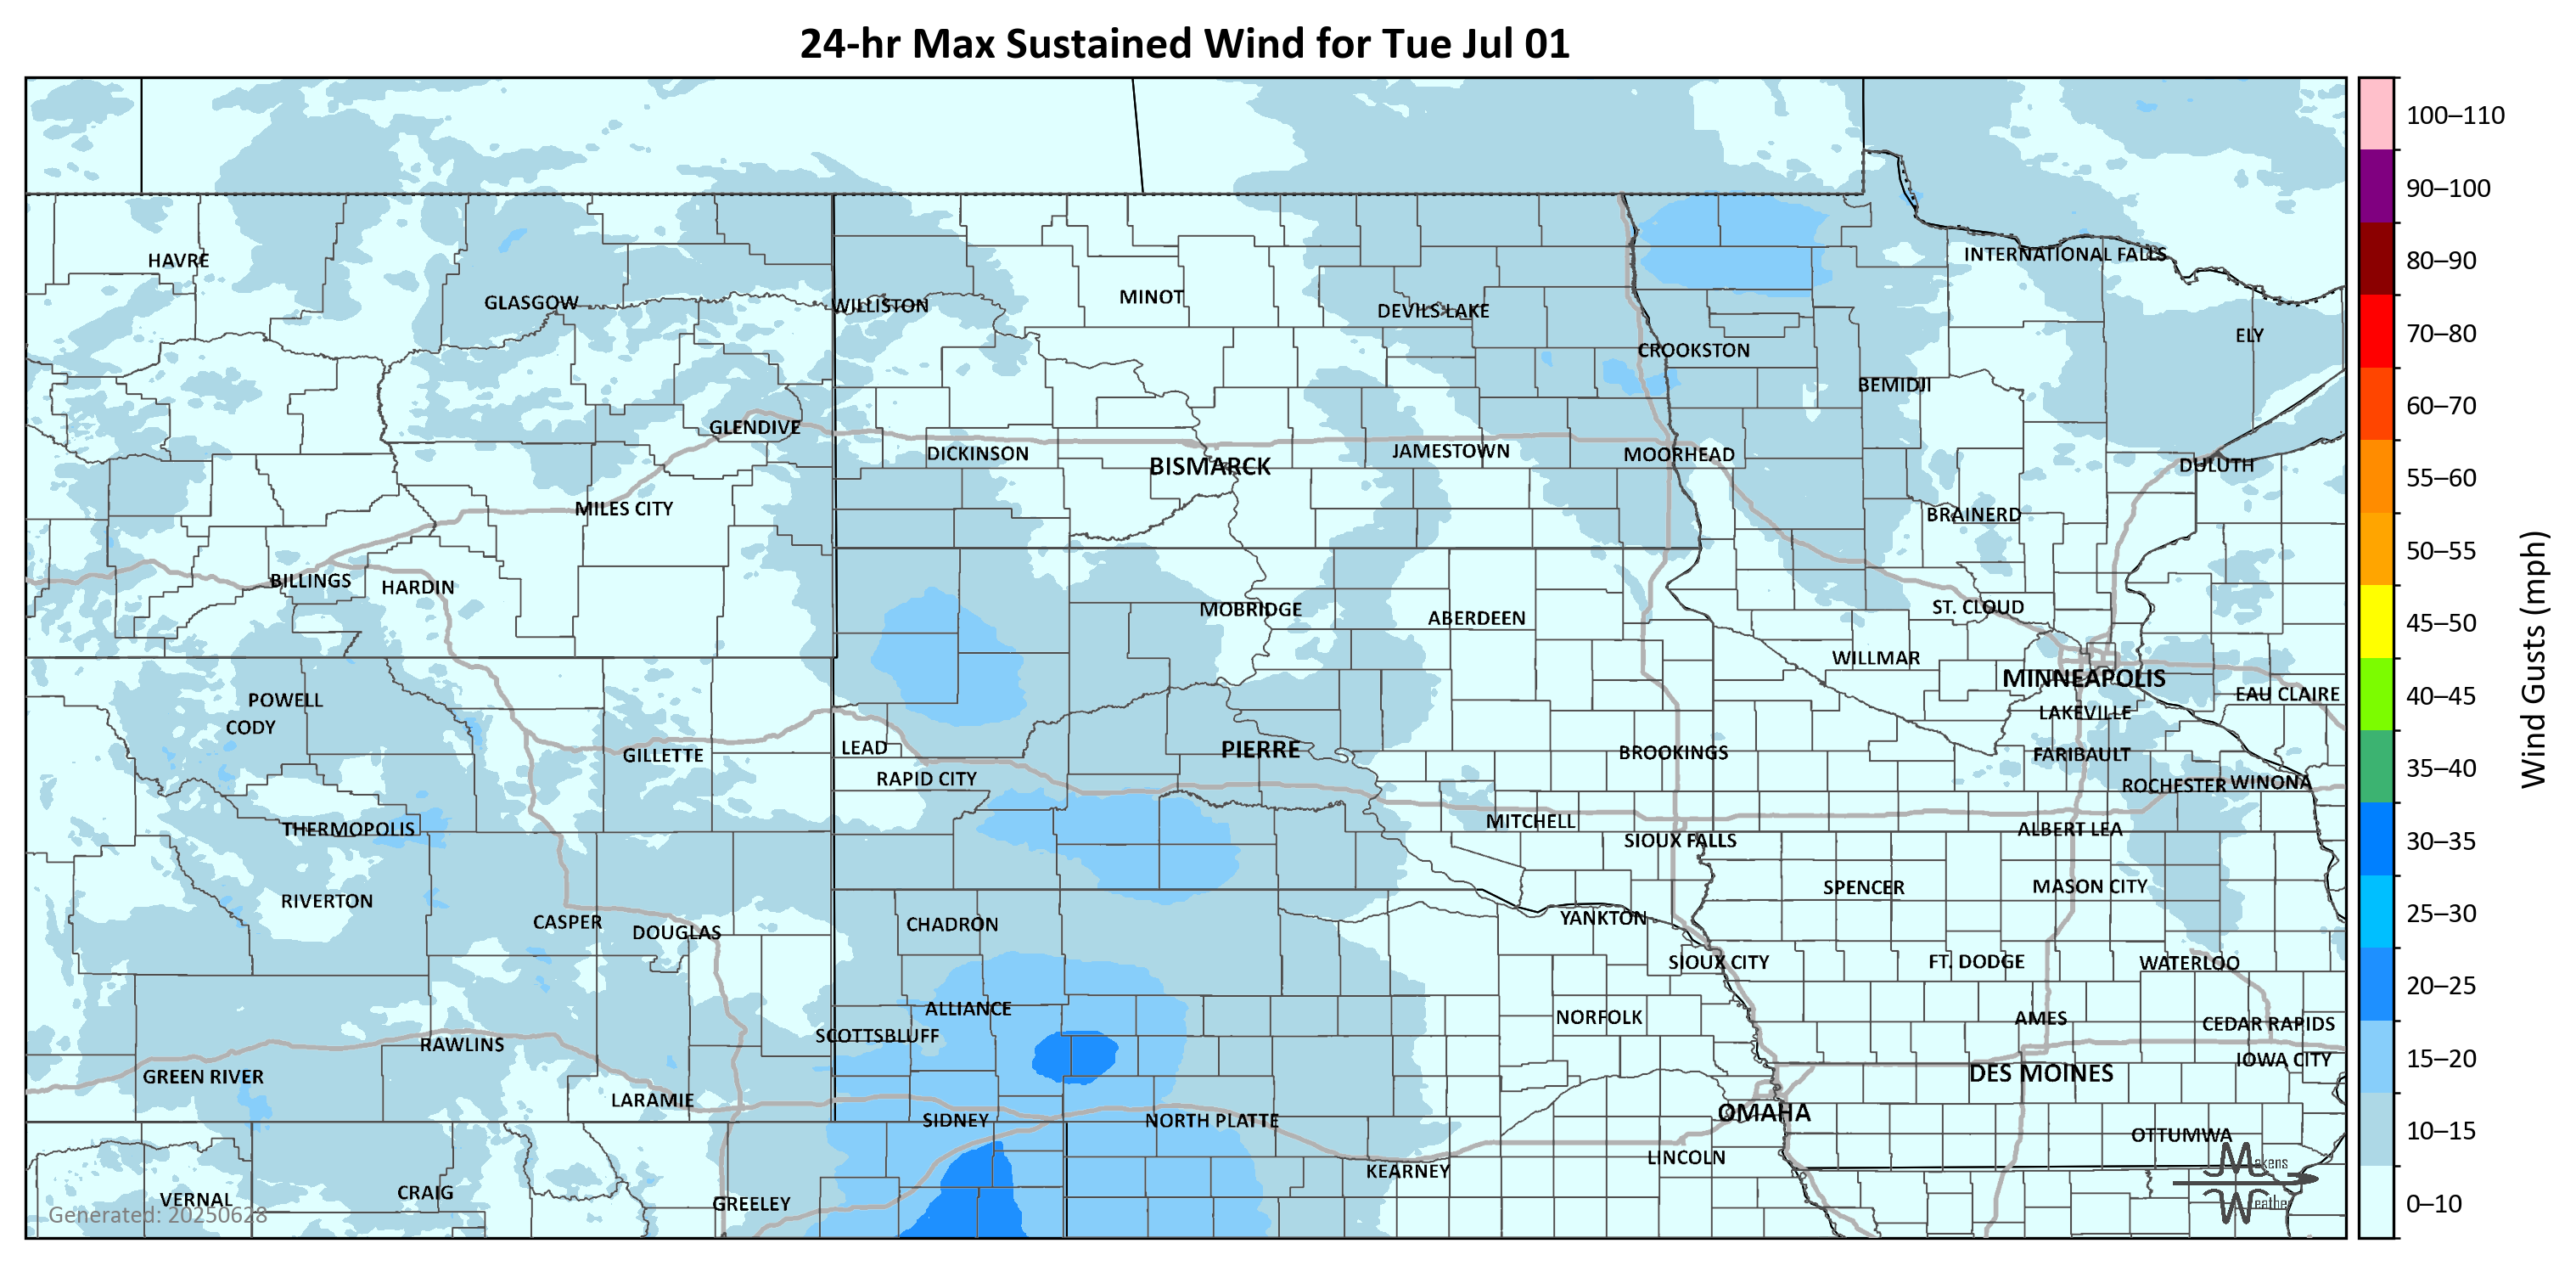 24-hr Max Sustained Wind for Tue Jul 01
100–110
90–100
80–90
70–80
60–70
55–60
50–55
45–50
40–45
35–40
30–35
25–30
20–25
15–20
10–15
0–10
Wind Gusts (mph)
HAVRE
GLASGOW
WILLISTON
MINOT
DEVILS LAKE
INTERNATIONAL FALLS
ELY
CROOKSTON
BEMIDJI
GLENDIVE
DICKINSON
BISMARCK
JAMESTOWN
MOORHEAD
DULUTH
MILES CITY
BRAINERD
BILLINGS
HARDIN
MOBRIDGE
ABERDEEN
ST. CLOUD
WILLMAR
MINNEAPOLIS
EAU CLAIRE
POWELL
CODY
LAKEVILLE
GILLETTE
LEAD
PIERRE
BROOKINGS
FARIBAULT
RAPID CITY
ROCHESTER
WINONA
THERMOPOLIS
MITCHELL
SIOUX FALLS
ALBERT LEA
RIVERTON
SPENCER
MASON CITY
CASPER
DOUGLAS
CHADRON
YANKTON
SIOUX CITY
FT. DODGE
WATERLOO
ALLIANCE
NORFOLK
AMES
CEDAR RAPIDS
SCOTTSBLUFF
RAWLINS
IOWA CITY
GREEN RIVER
DES MOINES
LARAMIE
SIDNEY
NORTH PLATTE
OMAHA
OTTUMWA
KEARNEY
LINCOLN
VERNAL
CRAIG
GREELEY
Generated: 20250628
Makens
Weather